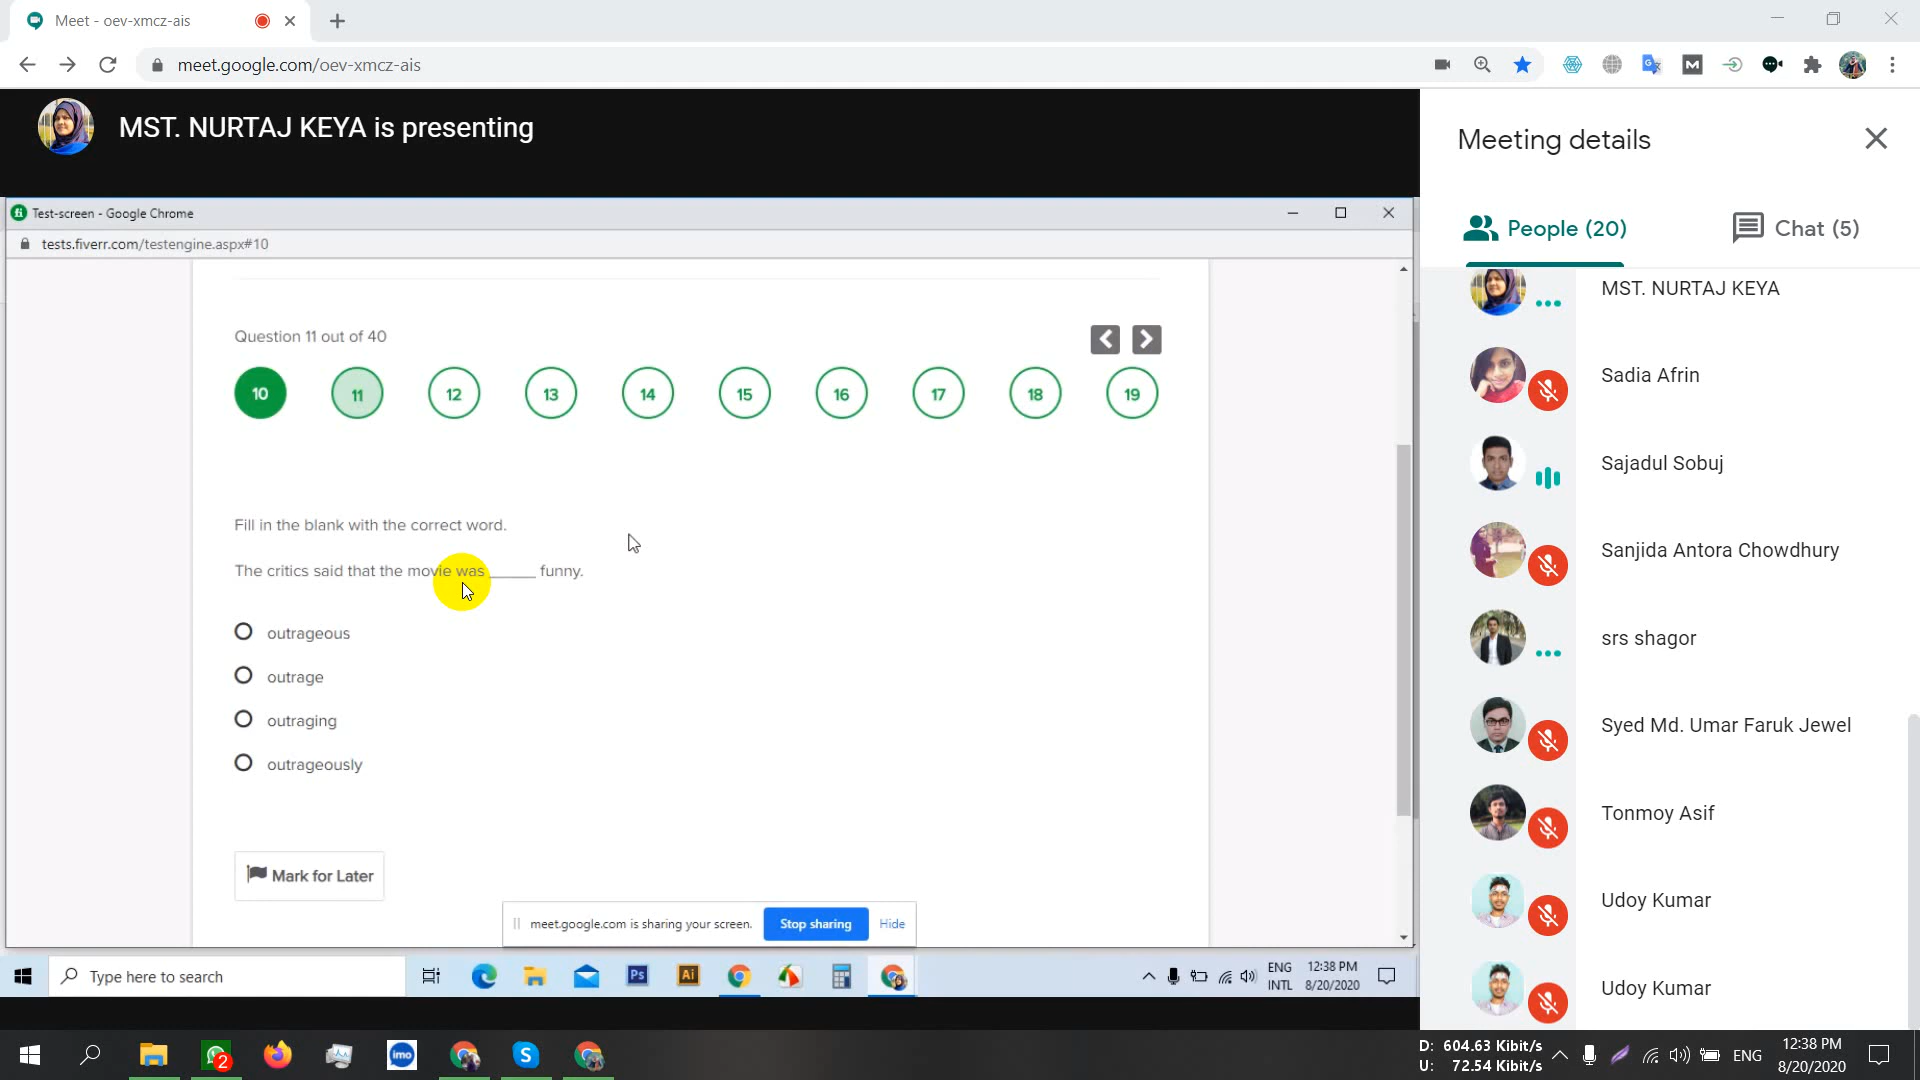 Meet - oev-xmcz-ais
meet.google.com/oev-xmcz-ais
MST. NURTAJ KEYA is presenting
Test-screen - Google Chrome
tests.fiverr.com/testengine.aspx#10
Question 11 out of 40
10 11 12 13 14 15 16 17 18 19
Fill in the blank with the correct word.
The critics said that the movie was ______ funny.
outrageous
outrage
outraging
outrageously
Mark for Later
meet.google.com is sharing your screen. Stop sharing Hide
Type here to search
Ps
Ai
ENG
INTL
12:38 PM
8/20/2020
Meeting details
People (20)
Chat (5)
MST. NURTAJ KEYA
Sadia Afrin
Sajadul Sobuj
Sanjida Antora Chowdhury
srs shagor
Syed Md. Umar Faruk Jewel
Tonmoy Asif
Udoy Kumar
Udoy Kumar
2
imo
S
D: 604.63 Kibit/s
U: 72.54 Kibit/s
ENG
12:38 PM
8/20/2020